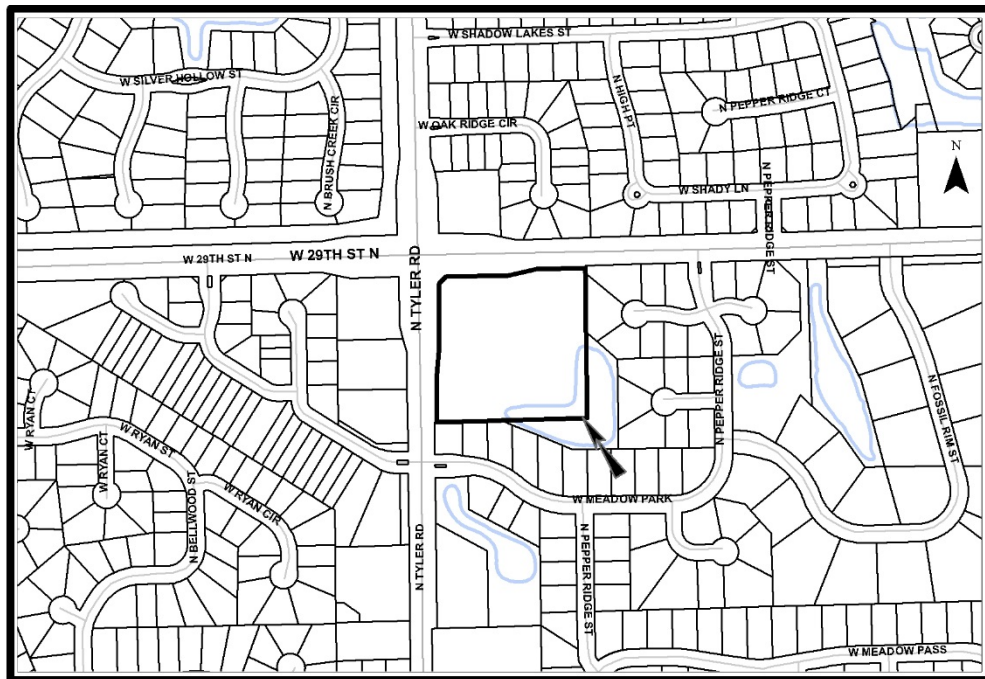 W SHADOW LAKES ST
W SILVER HOLLOW ST
N HIGH PT
N PEPPER RIDGE CT
N BRUSH CREEK CIR
W OAK RIDGE CIR
N
W SHADY LN
N PEPPER RIDGE ST
W 29TH ST N
W 29TH ST N
N TYLER RD
N PEPPER RIDGE ST
N FOSSIL RIM ST
W RYAN CT
W RYAN ST
W RYAN CT
N BELLWOOD ST
W RYAN CIR
W MEADOW PARK
N TYLER RD
N PEPPER RIDGE ST
W MEADOW PASS